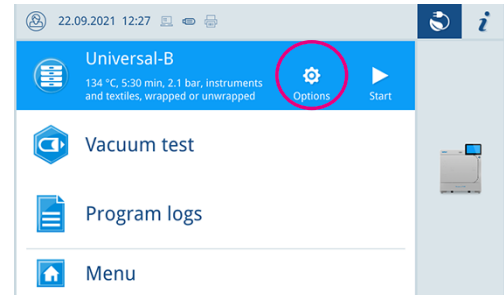 22.09.2021 12:27
Universal-B
134 °C, 5:30 min, 2.1 bar, instruments
and textiles, wrapped or unwrapped
Options
Start
Vacuum test
Program logs
Menu
i